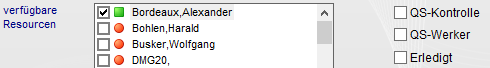 verfügbare
Resourcen
Bordeaux,Alexander
Bohlen,Harald
Busker,Wolfgang
DMG20,
QS-Kontrolle
QS-Werker
Erledigt